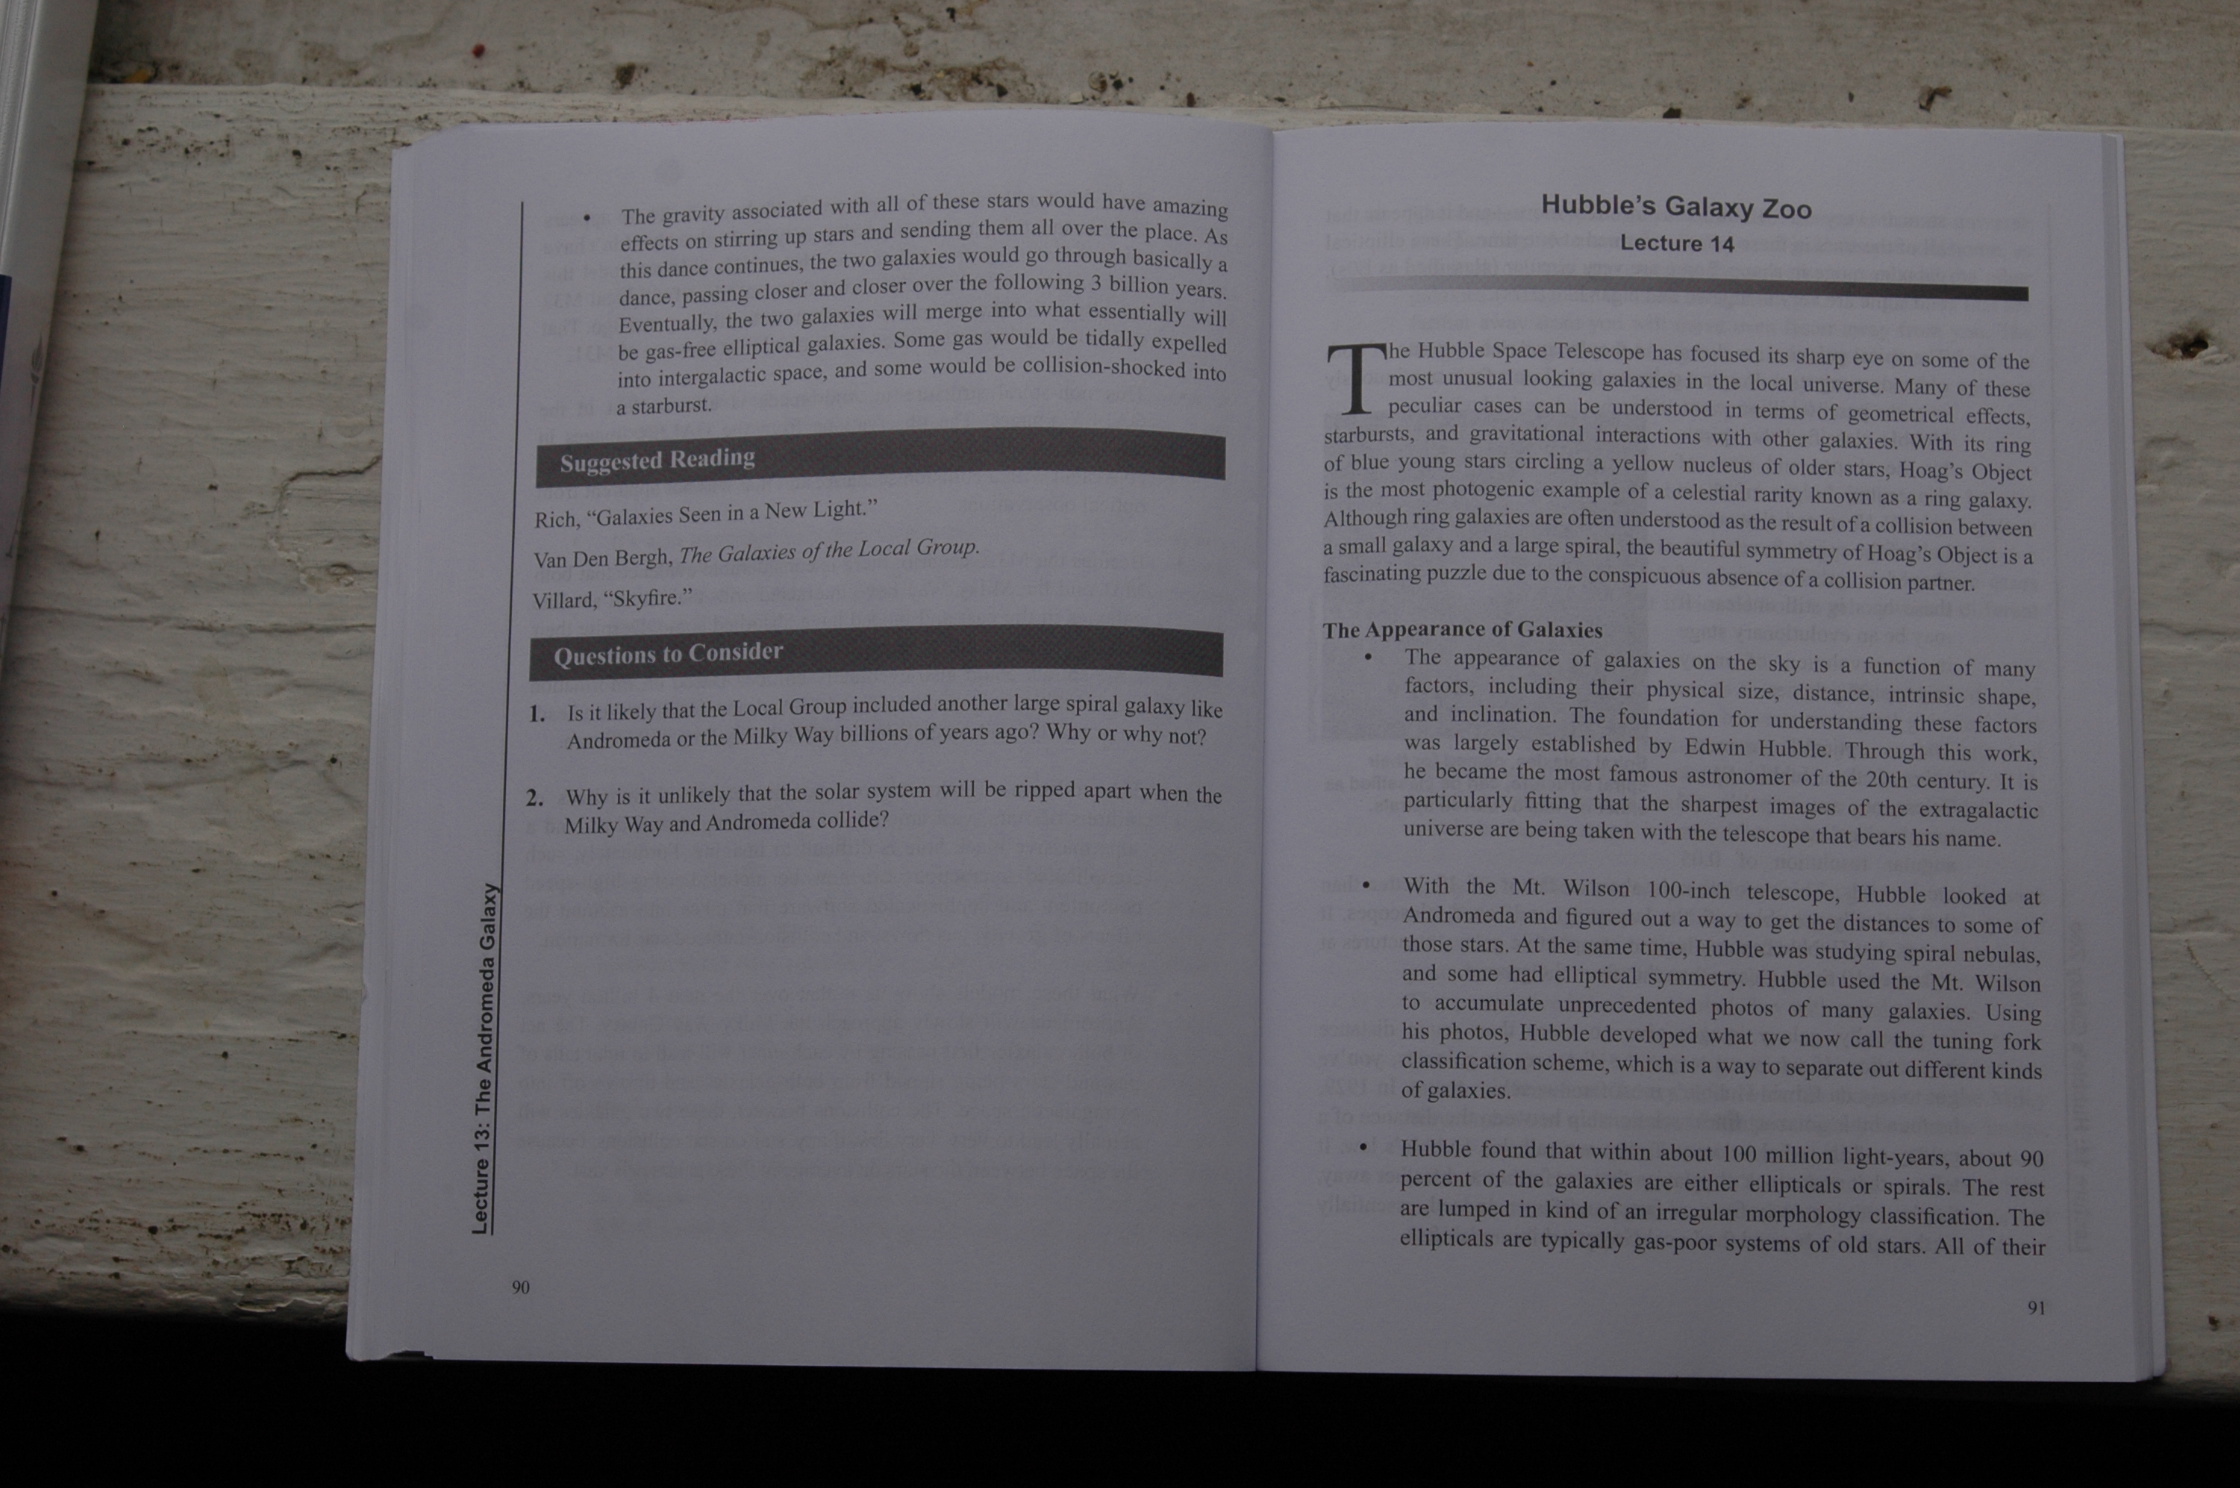 • The gravity associated with all of these stars would have amazing
effects on stirring up stars and sending them all over the place. As
this dance continues, the two galaxies would go through basically a
dance, passing closer and closer over the following 3 billion years.
Eventually, the two galaxies will merge into what essentially will
be gas-free elliptical galaxies. Some gas would be tidally expelled
into intergalactic space, and some would be collision-shocked into
a starburst.
Suggested Reading
Rich, “Galaxies Seen in a New Light.”
Van Den Bergh, The Galaxies of the Local Group.
Villard, “Skyfire.”
Questions to Consider
1. Is it likely that the Local Group included another large spiral galaxy like
Andromeda or the Milky Way billions of years ago? Why or why not?
2. Why is it unlikely that the solar system will be ripped apart when the
Milky Way and Andromeda collide?
Lecture 13: The Andromeda Galaxy
90
Hubble’s Galaxy Zoo
Lecture 14
The Hubble Space Telescope has focused its sharp eye on some of the
most unusual looking galaxies in the local universe. Many of these
peculiar cases can be understood in terms of geometrical effects,
starbursts, and gravitational interactions with other galaxies. With its ring
of blue young stars circling a yellow nucleus of older stars, Hoag’s Object
is the most photogenic example of a celestial rarity known as a ring galaxy.
Although ring galaxies are often understood as the result of a collision between
a small galaxy and a large spiral, the beautiful symmetry of Hoag’s Object is a
fascinating puzzle due to the conspicuous absence of a collision partner.
The Appearance of Galaxies
• The appearance of galaxies on the sky is a function of many
factors, including their physical size, distance, intrinsic shape,
and inclination. The foundation for understanding these factors
was largely established by Edwin Hubble. Through this work,
he became the most famous astronomer of the 20th century. It is
particularly fitting that the sharpest images of the extragalactic
universe are being taken with the telescope that bears his name.
• With the Mt. Wilson 100-inch telescope, Hubble looked at
Andromeda and figured out a way to get the distances to some of
those stars. At the same time, Hubble was studying spiral nebulas,
and some had elliptical symmetry. Hubble used the Mt. Wilson
to accumulate unprecedented photos of many galaxies. Using
his photos, Hubble developed what we now call the tuning fork
classification scheme, which is a way to separate out different kinds
of galaxies.
• Hubble found that within about 100 million light-years, about 90
percent of the galaxies are either ellipticals or spirals. The rest
are lumped in kind of an irregular morphology classification. The
ellipticals are typically gas-poor systems of old stars. All of their
91